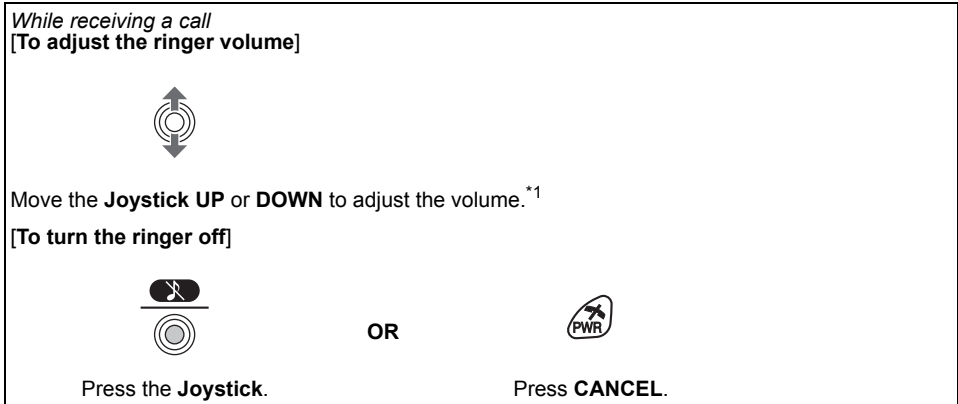 While receiving a call
[To adjust the ringer volume]
Move the Joystick UP or DOWN to adjust the volume.*1
[To turn the ringer off]
OR
PWR
Press the Joystick.
Press CANCEL.